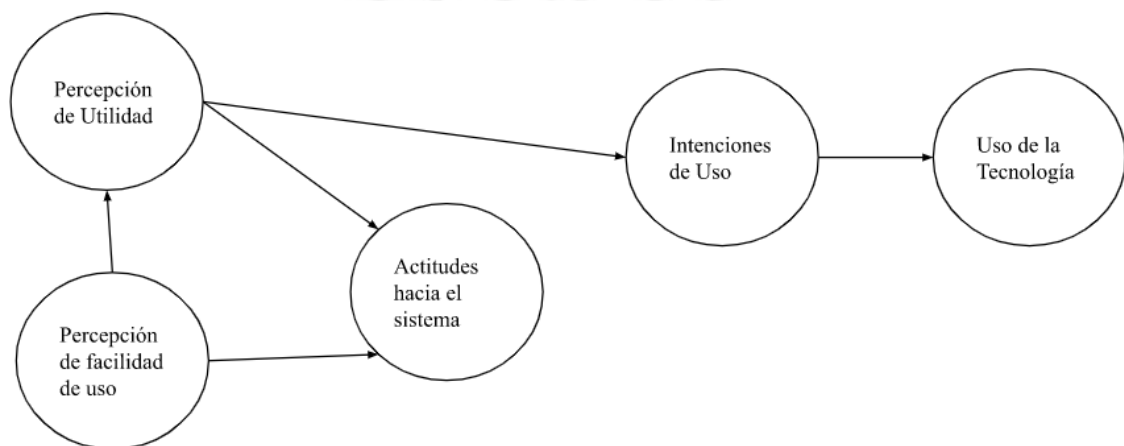 Percepción
de Utilidad
Intenciones
de Uso
Uso de la
Tecnología
Actitudes
hacia el
sistema
Percepción
de facilidad
de uso